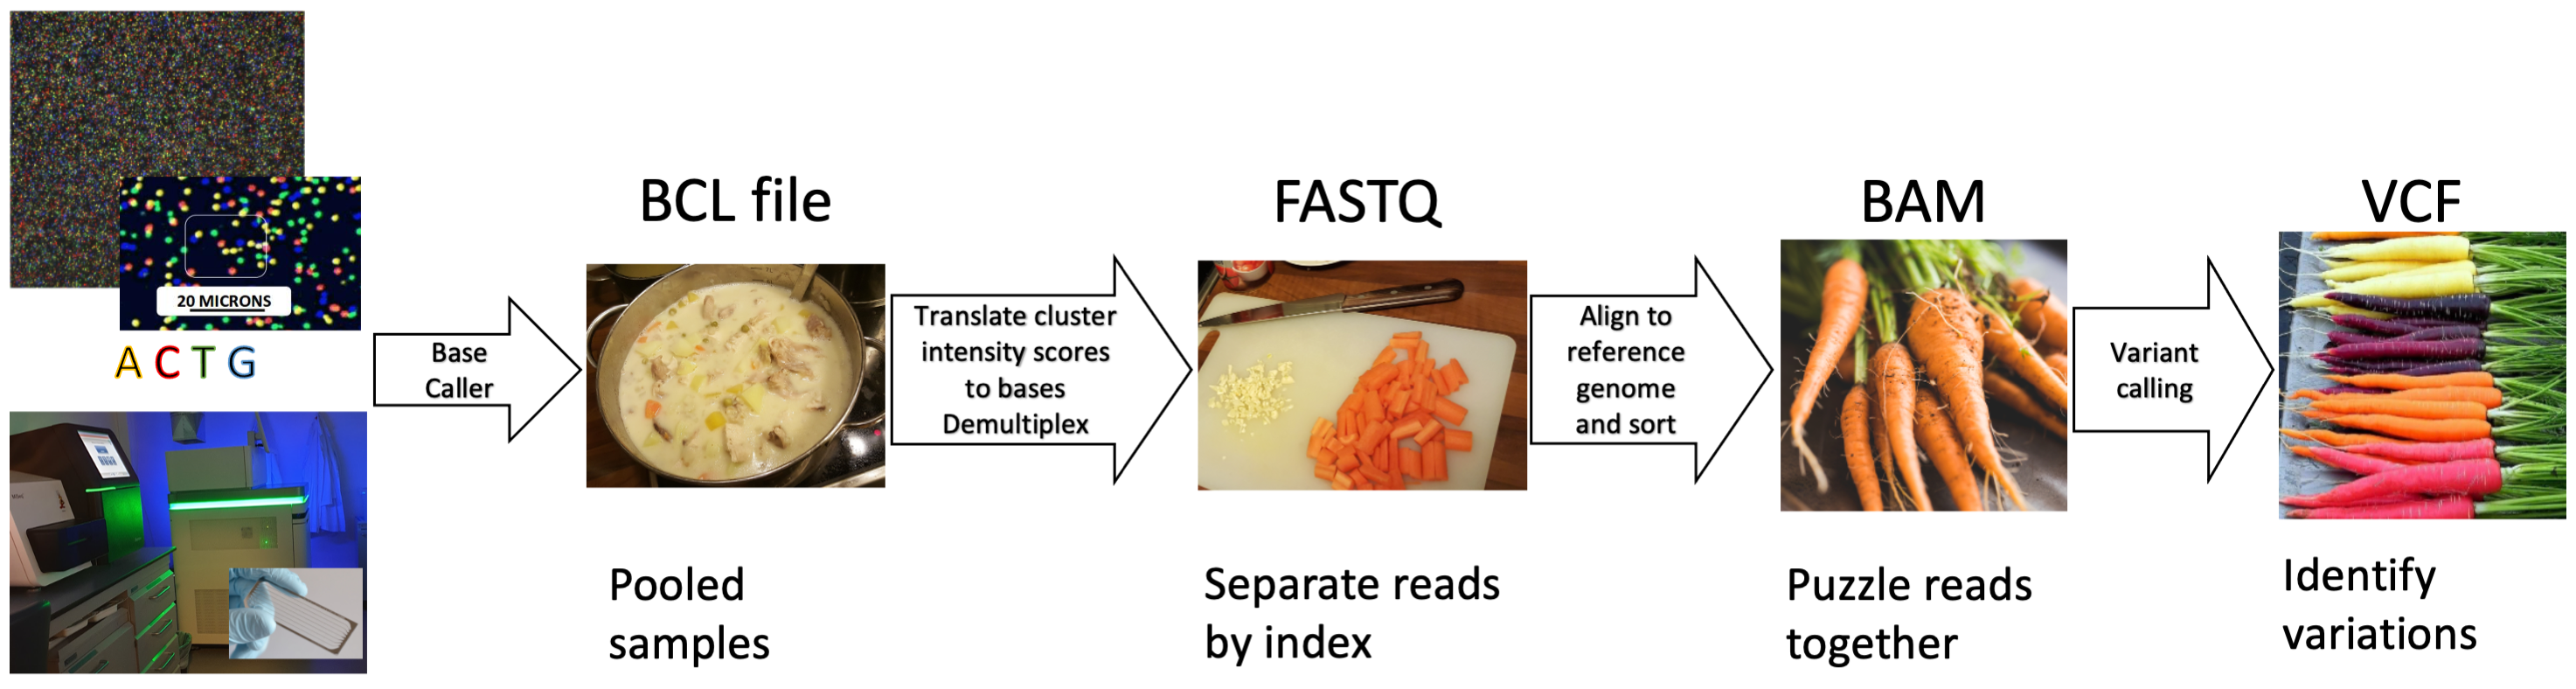 20 MICRONS
A C T G
Base
Caller
BCL file
Pooled
samples
Translate cluster
intensity scores
to bases
Demultiplex
FASTQ
Separate reads
by index
Align to
reference
genome
and sort
BAM
Puzzle reads
together
Variant
calling
VCF
Identify
variations